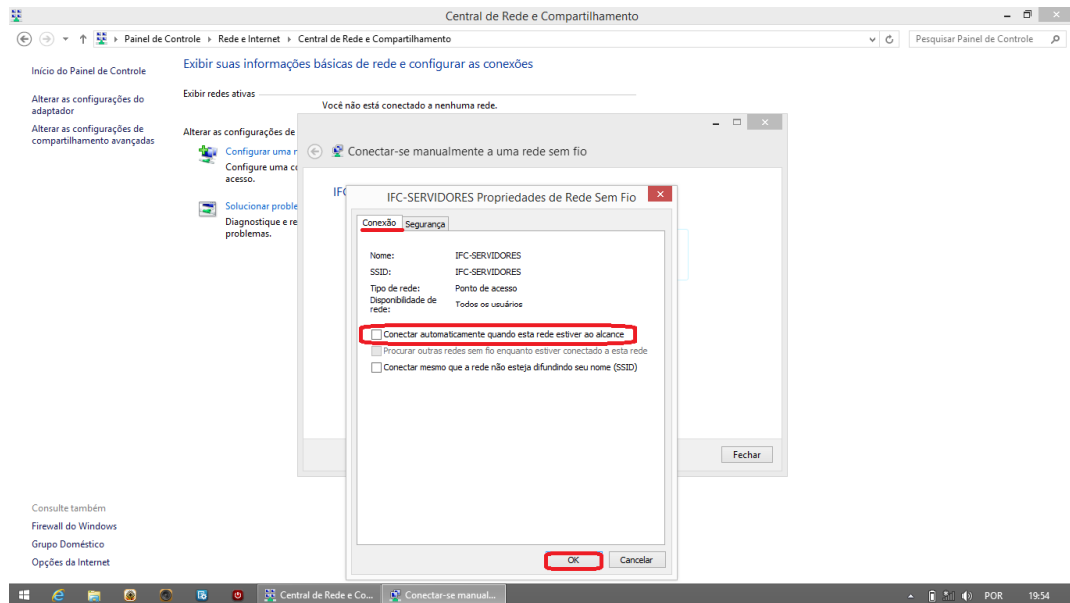 Central de Rede e Compartilhamento
Painel de Controle
Rede e Internet
Central de Rede e Compartilhamento
Pesquisar Painel de Controle
Início do Painel de Controle
Alterar as configurações do
adaptador
Alterar as configurações de
compartilhamento avançadas
Exibir suas informações básicas de rede e configurar as conexões
Exibir redes ativas
Você não está conectado a nenhuma rede.
Alterar as configurações de
Configurar uma
Configure uma
acesso.
Solucionar
Diagnostique e
problemas.
Conectar-se manualmente a uma rede sem fio
IFC-SERVIDORES Propriedades de Rede Sem Fio
Conexão
Segurança
Nome: IFC-SERVIDORES
SSID: IFC-SERVIDORES
Tipo de rede: Ponto de acesso
Disponibilidade de
rede:
Todos os usuários
Conectar automaticamente quando esta rede estiver ao alcance
Procurar outras redes sem fio enquanto estiver conectado a esta rede
Conectar mesmo que a rede não esteja difundindo seu nome (SSID)
Fechar
OK
Cancelar
Consulte também
Firewall do Windows
Grupo Doméstico
Opções da Internet
Central de Rede e Co...
Conectar-se manual...
POR
19:54